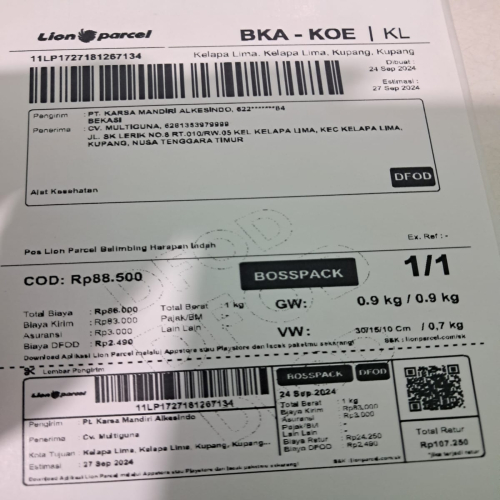 Lion parcel
BKA - KOE | KL
11LP1727181267134
Kelapa Lima, Kelapa Lima, Kupang, Kupang
Dibuat :
24 Sep 2024
Estimasi :
27 Sep 2024
Pengirim : PT. KARSA MANDIRI ALKESINDO, 622*******84
BEKASI
Penerima : CV. MULTIGUNA, 6281353979999
JL. SK LERIK NO.6 RT.010/RW.05 KEL KELAPA LIMA, KEC KELAPA LIMA,
KUPANG, NUSA TENGGARA TIMUR
Alat Kesehatan
DFOD
Pos Lion Parcel Belimbing Harapan Indah
Ex. Ref : -
COD: Rp88.500
BOSSPACK
1/1
Total Biaya : Rp86.000
Biaya Kirim : Rp83.000
Asuransi : Rp3.000
Biaya DFOD : Rp2.490
Total Berat : 1 kg
Pajak/BM : -
Lain Lain : -
GW: 0.9 kg / 0.9 kg
VW: 30/15/10 Cm / 0,7 kg
Download Aplikasi Lion Parcel melalui Appstore atau Playstore dan lacak paketmu sekarang!
S&K : lionparcel.com/sk
Lembar Pengirim
Lion parcel
11LP1727181267134
Pengirim : Pt. Karsa Mandiri Alkesindo
Penerima : Cv. Multiguna
Kota Tujuan : Kelapa Lima, Kelapa Lima, Kupang, Kupang...
Estimasi : 27 Sep 2024
Download Aplikasi Lion Parcel melalui Appstore atau Playstore dan lacak paketmu sekarang!
BOSSPACK
DFOD
24 Sep 2024
Total Berat : 1 kg
Biaya Kirim : Rp83.000
Asuransi : Rp3.000
Pajak/BM : -
Lain Lain : -
Biaya Retur : Rp24.250
Biaya DFOD : Rp2.490
S&K : lionparcel.com/sk
Total Retur
Rp107.250